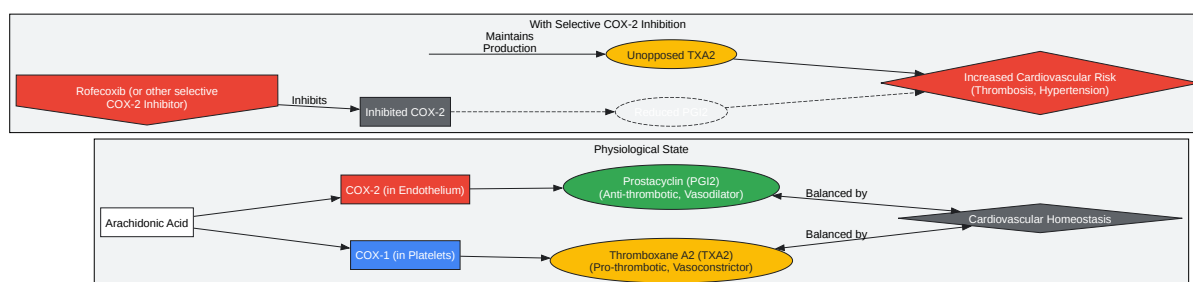 With Selective COX-2 Inhibition
Maintains
Production
Unopposed TXA2
Rofecoxib (or other selective
COX-2 Inhibitor)
Inhibits
Inhibited COX-2
Increased Cardiovascular Risk
(Thrombosis, Hypertension)
Physiological State
Arachidonic Acid
COX-2 (in Endothelium)
COX-1 (in Platelets)
Prostacyclin (PGI2)
(Anti-thrombotic, Vasodilator)
Thromboxane A2 (TXA2)
(Pro-thrombotic, Vasoconstrictor)
Balanced by
Balanced by
Cardiovascular Homeostasis